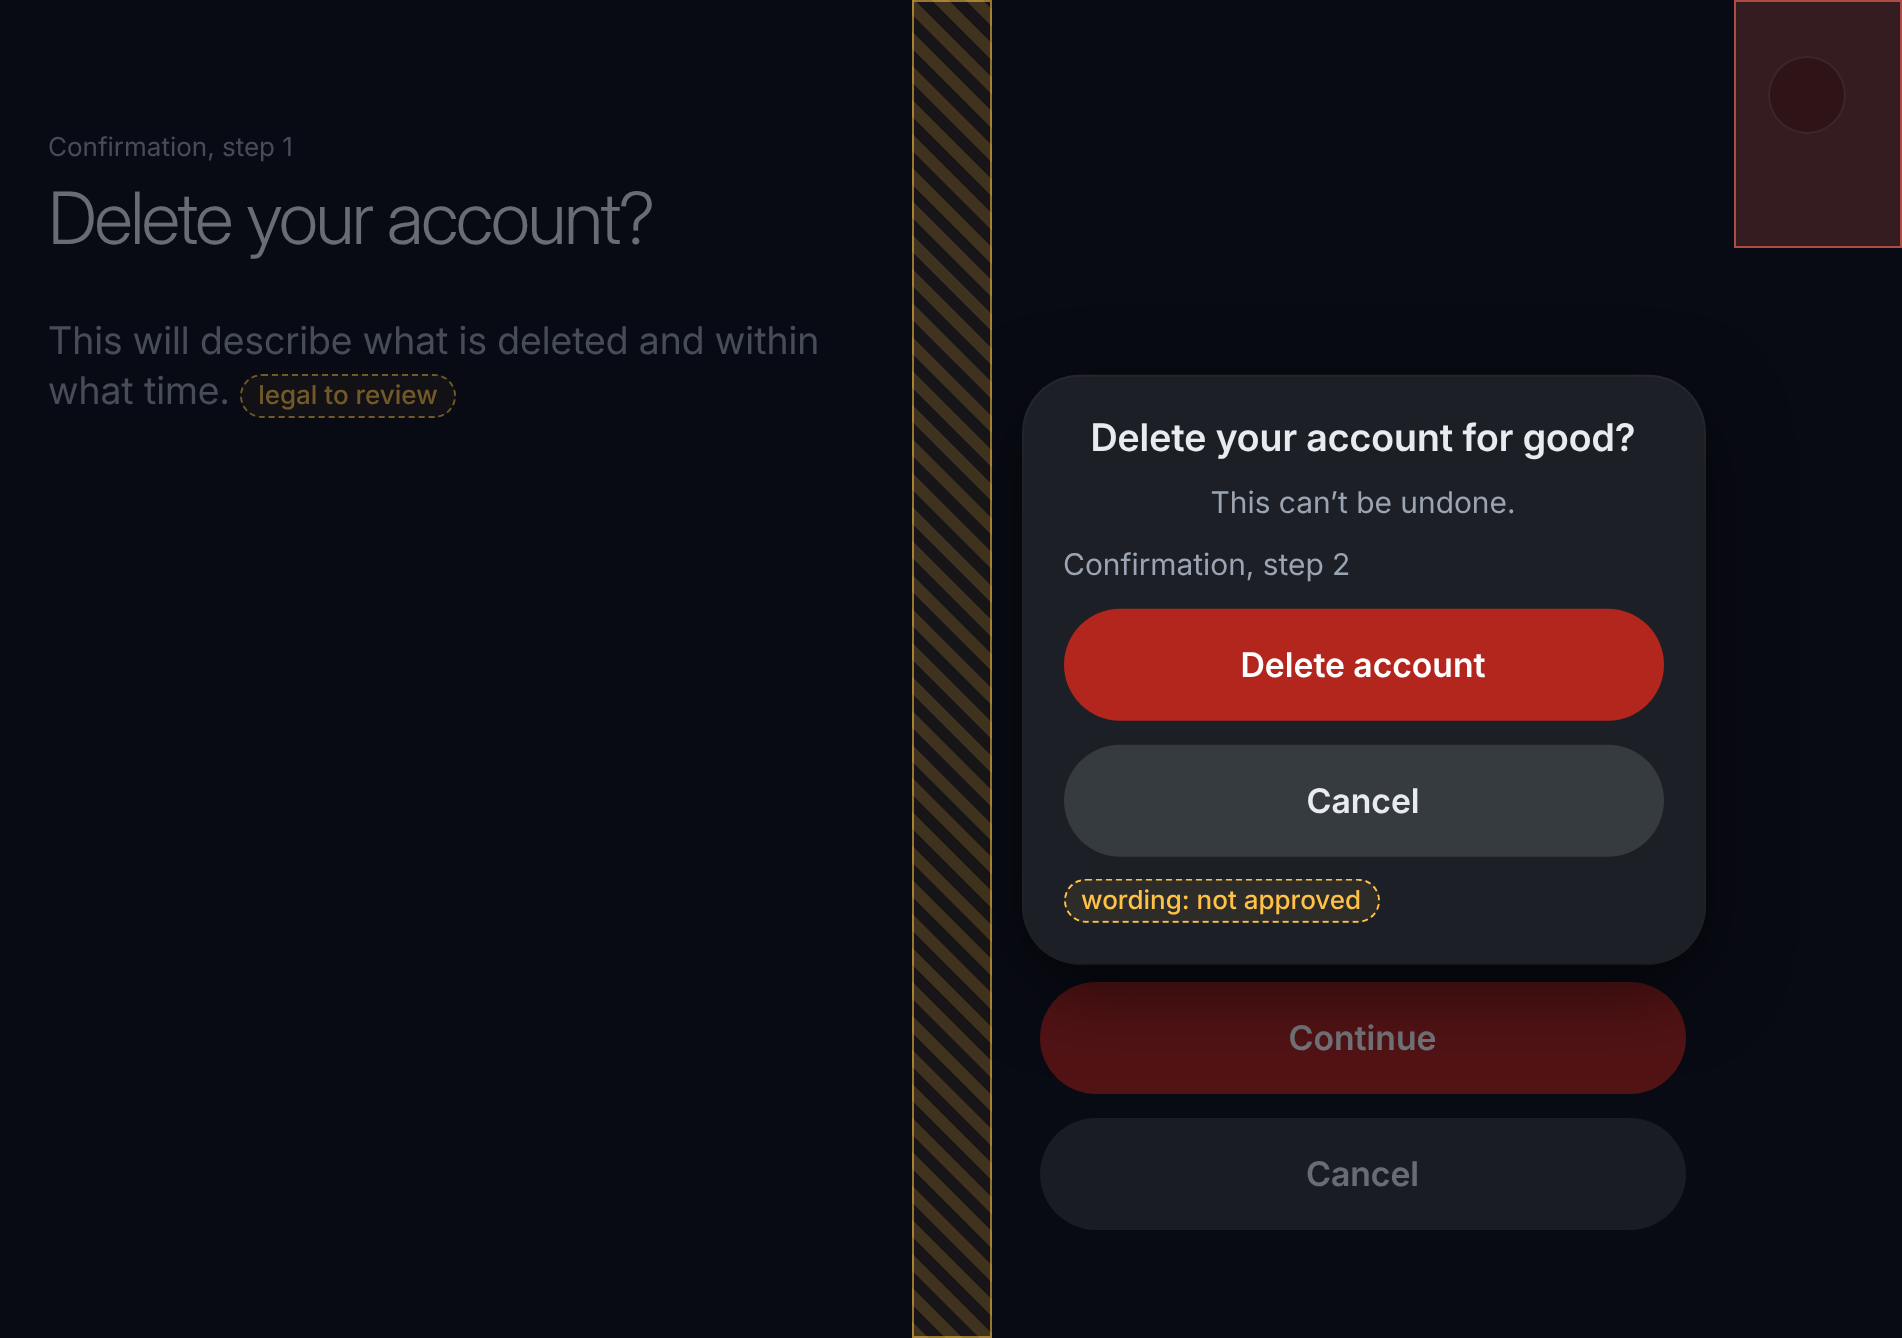 Confirmation, step 1
Delete your account?
This will describe what is deleted and within
what time. legal to review
Delete your account for good?
This can’t be undone.
Confirmation, step 2
Delete account
Cancel
wording: not approved
Continue
Cancel